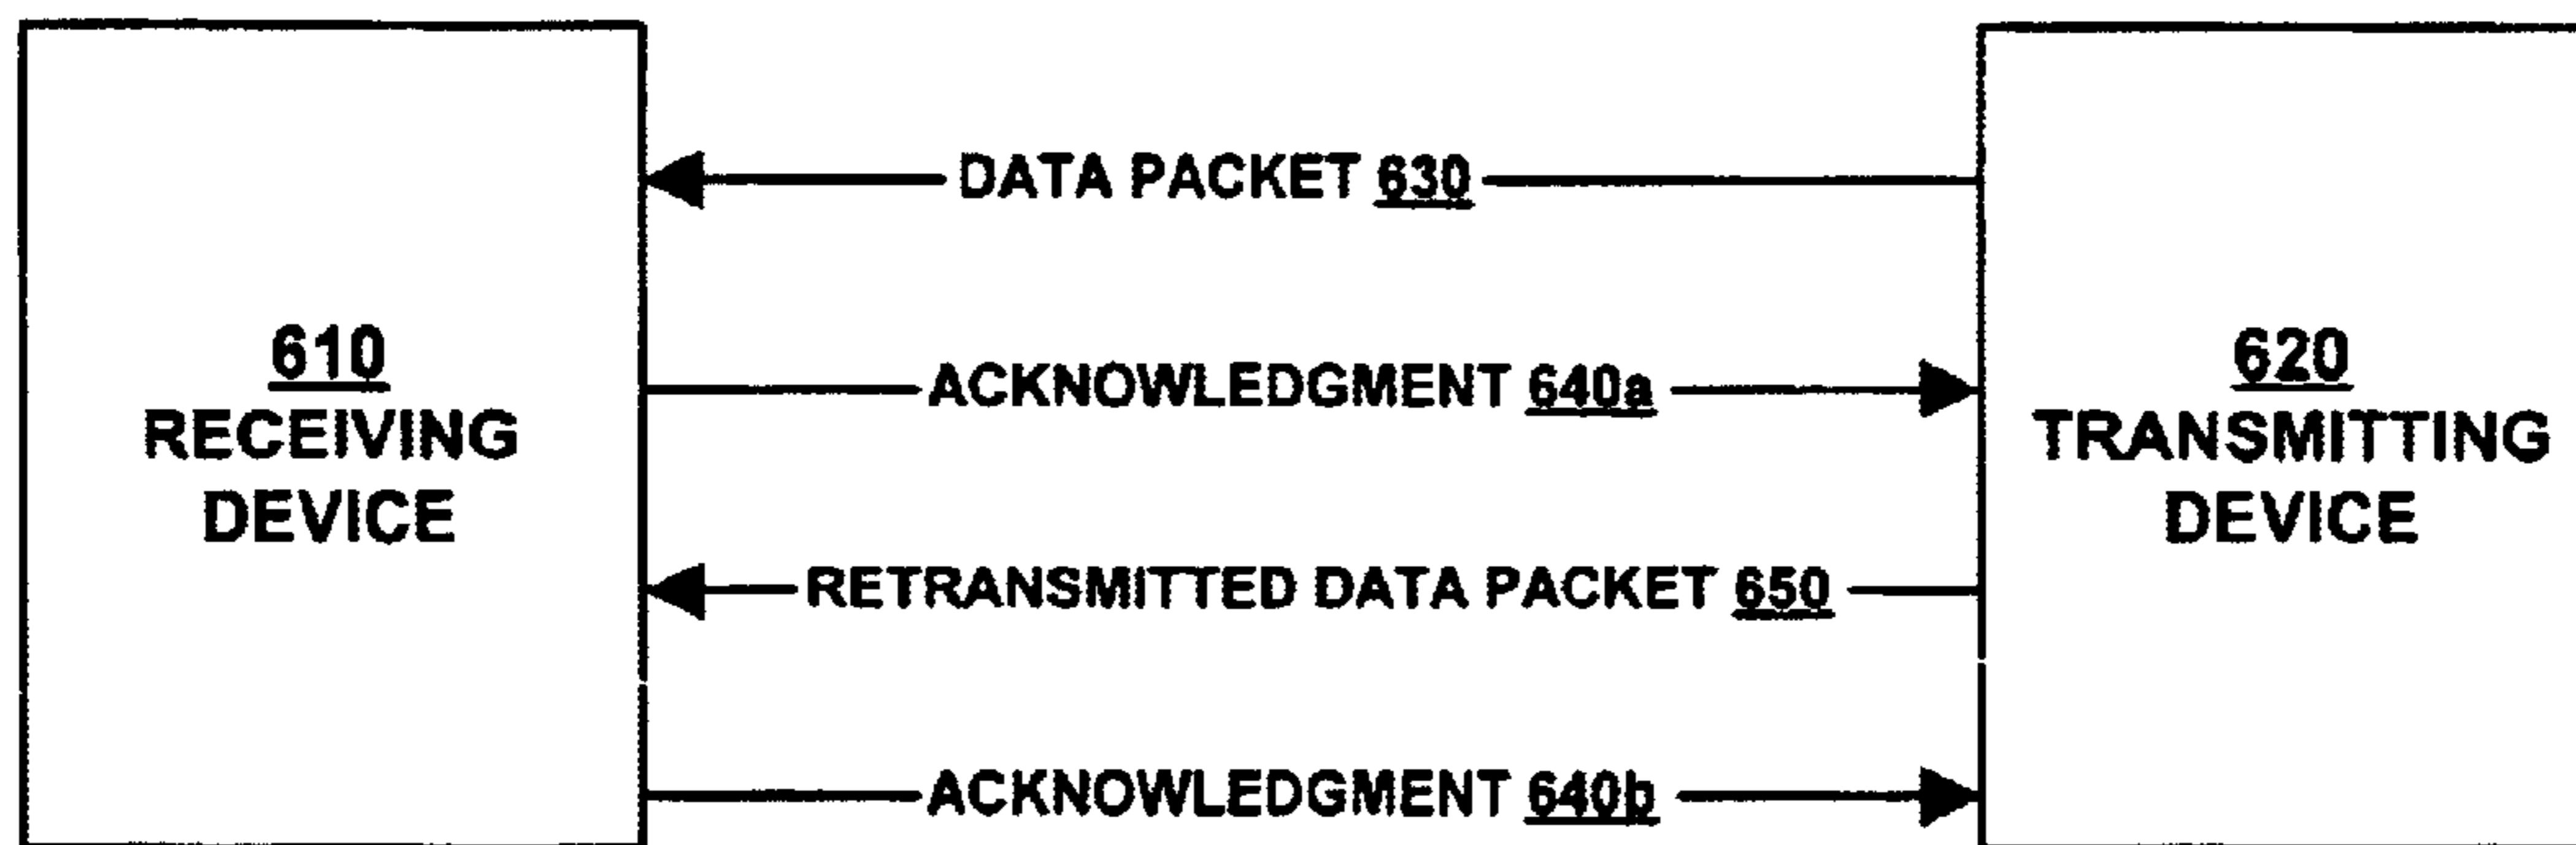 610
RECEIVING
DEVICE
DATA PACKET 630
ACKNOWLEDGMENT 640a
RETRANSMITTED DATA PACKET 650
ACKNOWLEDGMENT 640b
620
TRANSMITTING
DEVICE